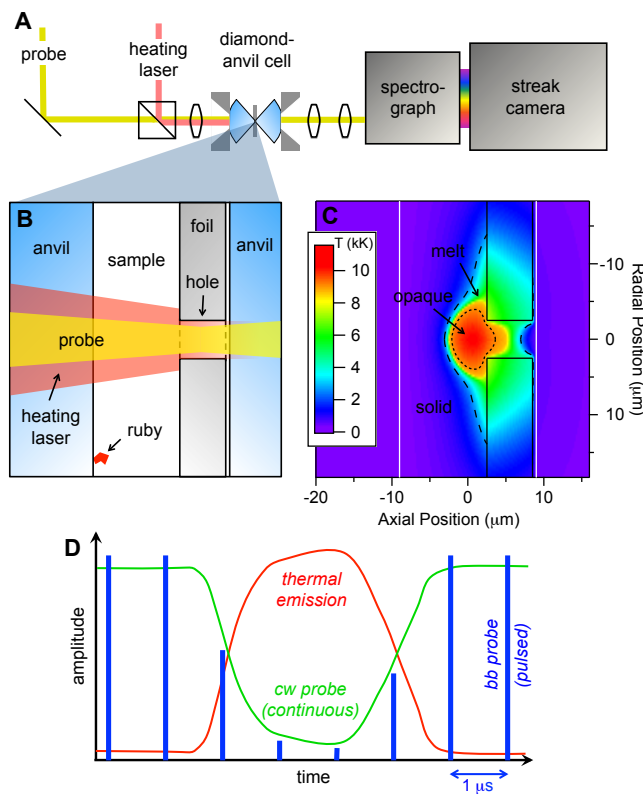 A
probe
heating
laser
diamond-
anvil cell
spectro-
graph
streak
camera
B
anvil
sample
foil
anvil
hole
probe
heating
laser
ruby
C
T (kK)
10
8
6
4
2
0
melt
opaque
solid
-10
0
10
Radial Position (μm)
-20
-10
0
10
Axial Position (μm)
D
amplitude
thermal
emission
cw probe
(continuous)
bb probe
(pulsed)
time
1 μs